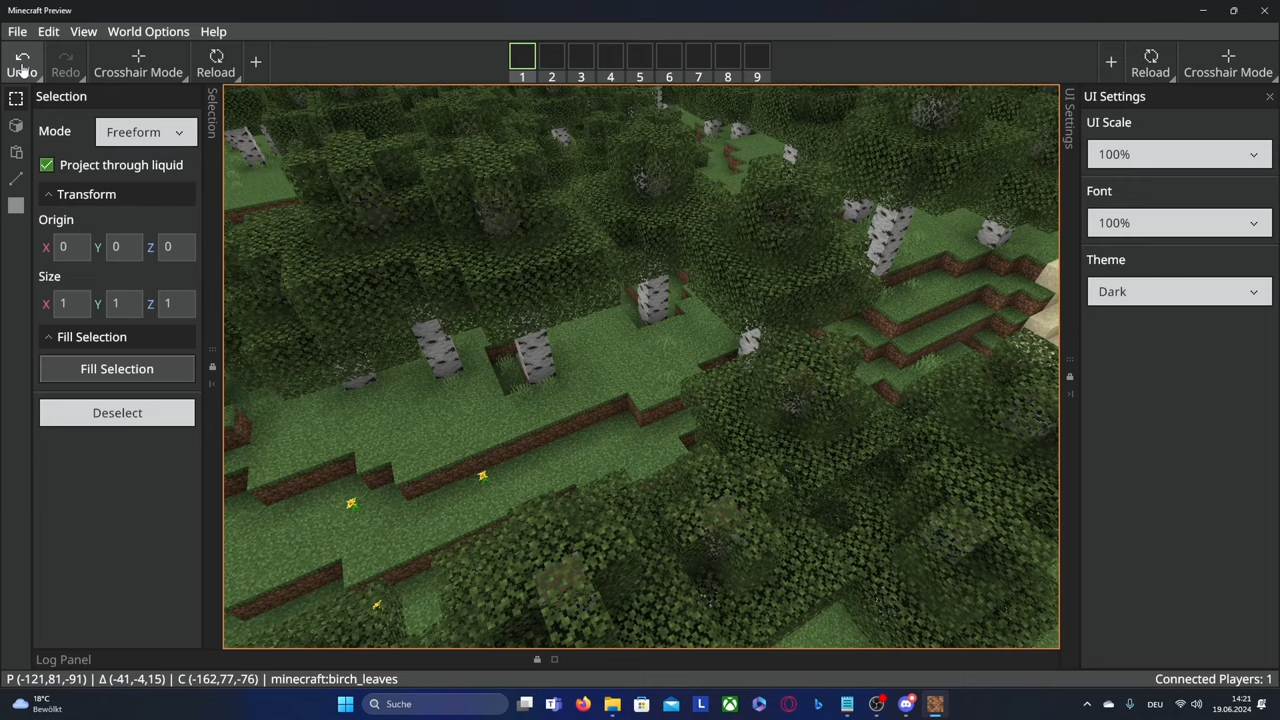 Minecraft Preview
File Edit View World Options Help
Undo Redo Crosshair Mode Reload
1 2 3 4 5 6 7 8 9
Reload Crosshair Mode
Selection
Mode Freeform
Project through liquid
Transform
Origin
X 0 Y 0 Z 0
Size
X 1 Y 1 Z 1
Fill Selection
Fill Selection
Deselect
Selection
UI Settings
UI Settings
UI Scale
100%
Font
100%
Theme
Dark
Log Panel
P (-121,81,-91) | Δ (-41,-4,15) | C (-162,77,-76) | minecraft:birch_leaves
Connected Players: 1
18°C
Bewölkt
Suche
DEU
14:21
19.06.2024